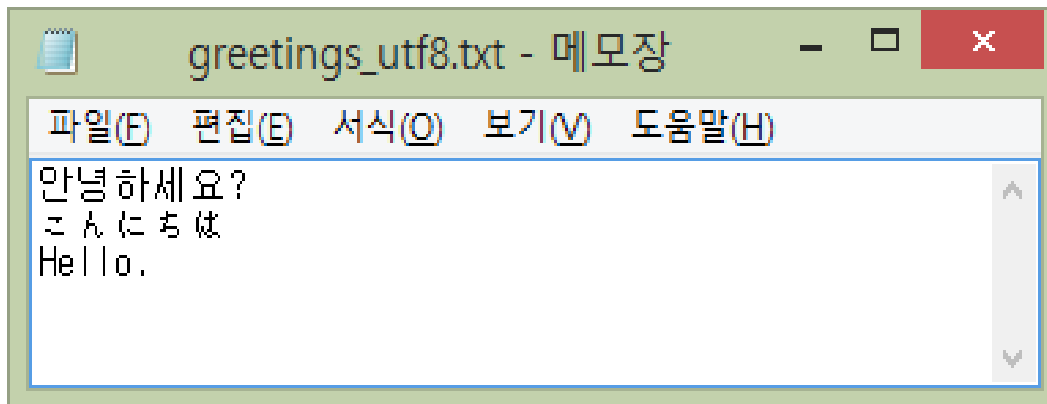 greetings_utf8.txt - 메모장
파일(F) 편집(E) 서식(O) 보기(V) 도움말(H)
안녕하세요?
こんにちは
Hello.